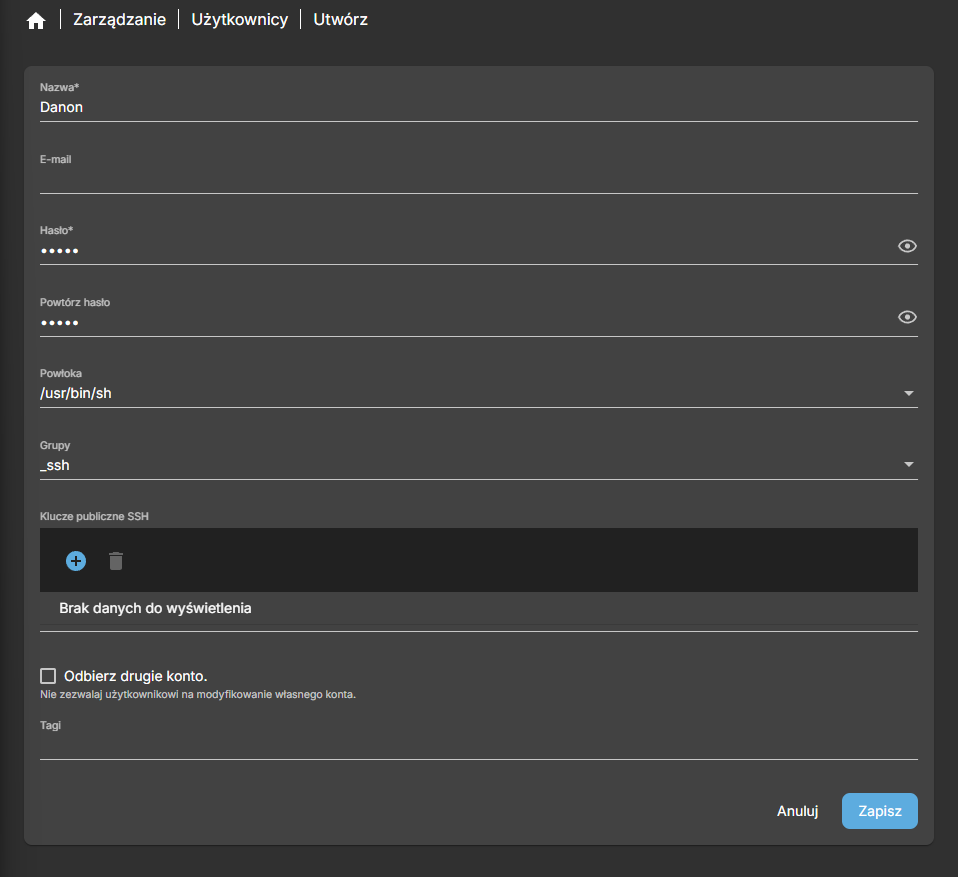 Zarządzanie | Użytkownicy | Utwórz
Nazwa*
Danon
E-mail
Hasło*
•••••
Powtórz hasło
•••••
Powłoka
/usr/bin/sh
Grupy
_ssh
Klucze publiczne SSH
Brak danych do wyświetlenia
Odbierz drugie konto.
Nie zezwalaj użytkownikowi na modyfikowanie własnego konta.
Tagi
Anuluj Zapisz